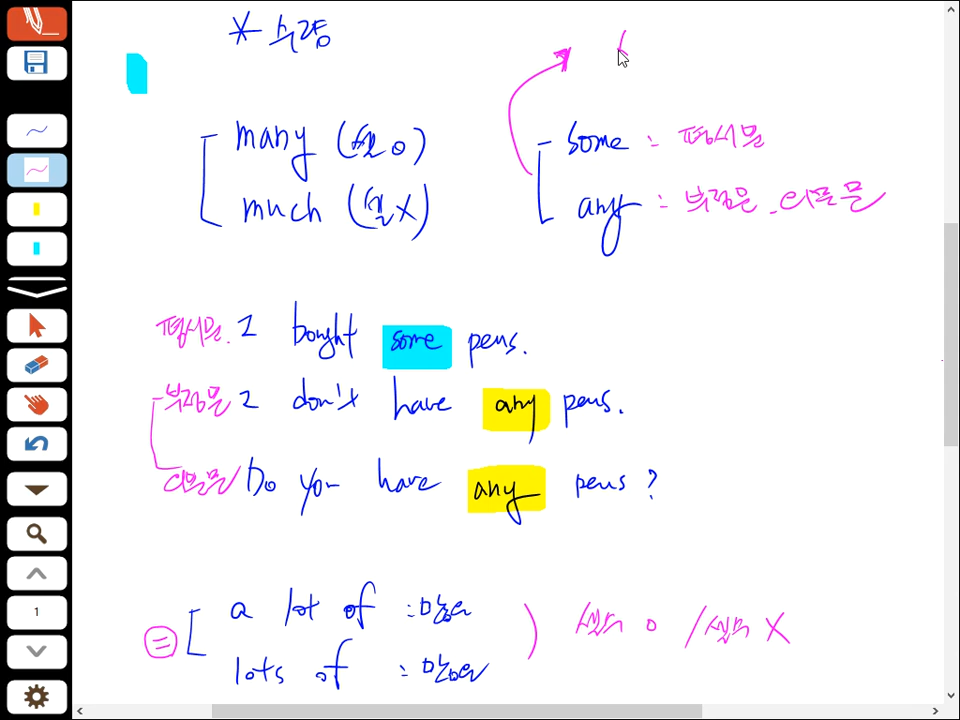 * 수량
many (셀 O)
much (셀 X)
some : 평서문
any : 부정문, 의문문
평서문. I bought some pens.
부정문 I don't have any pens.
의문문 Do you have any pens?
= a lot of : 많은
lots of : 많은
셀수 O / 셀수 X
1